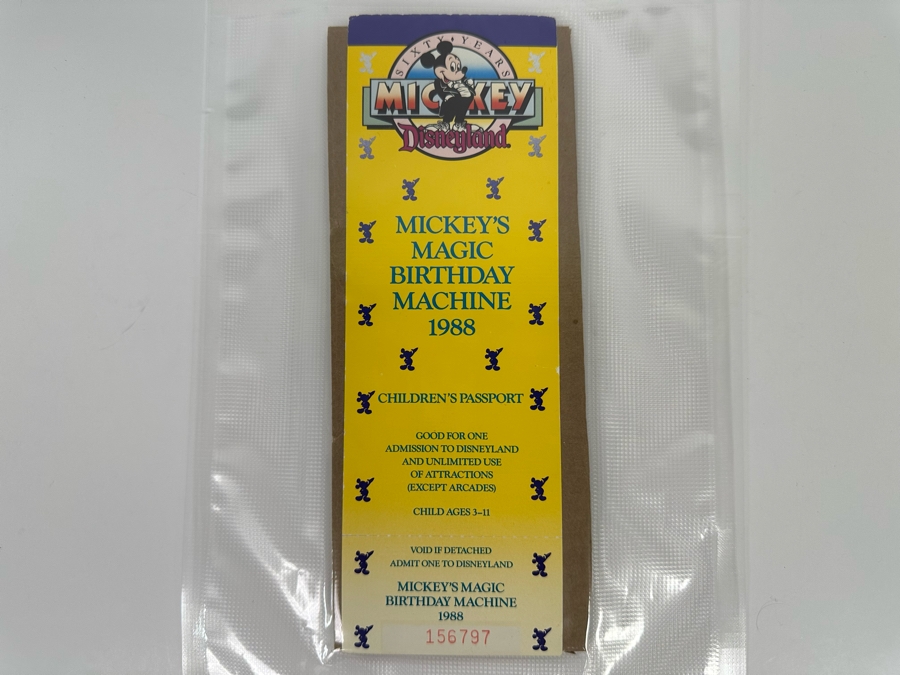 SIXTY • YEARS
MICKEY
Disneyland.
MICKEY'S
MAGIC
BIRTHDAY
MACHINE
1988
CHILDREN'S PASSPORT
GOOD FOR ONE
ADMISSION TO DISNEYLAND
AND UNLIMITED USE
OF ATTRACTIONS
(EXCEPT ARCADES)
CHILD AGES 3–11
VOID IF DETACHED
ADMIT ONE TO DISNEYLAND
MICKEY'S MAGIC
BIRTHDAY MACHINE
1988
156797